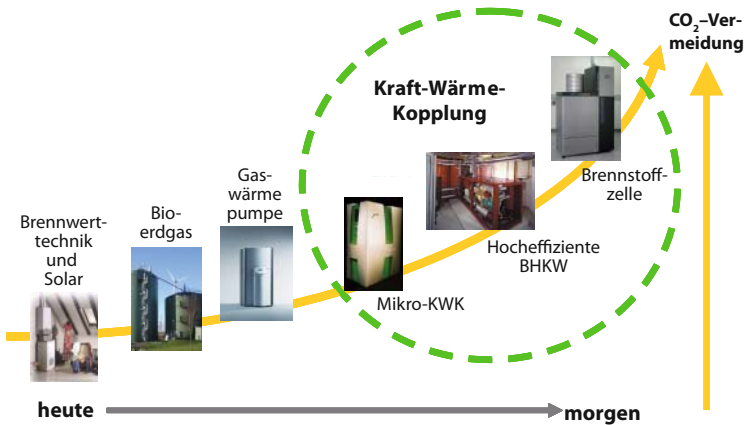 CO₂–Ver-
meidung
Kraft-Wärme-
Kopplung
Brennstoff-
zelle
Gas-
wärme
pumpe
Hocheffiziente
BHKW
Bio-
erdgas
Brennwert-
technik
und
Solar
Mikro-KWK
heute
morgen